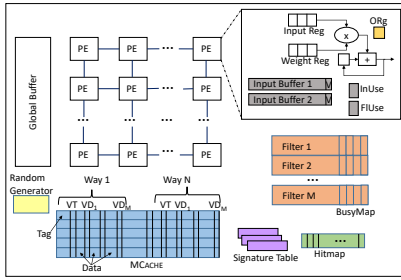 Global Buffer
PE
PE
...
PE
PE
PE
...
PE
...
...
...
PE
PE
...
PE
Input Reg
ORg
x
Weight Reg
+
Input Buffer 1 V
Input Buffer 2 V
InUse
FlUse
Random
Generator
Way 1
Way N
VT VD1 VDM
VT VD1 VDM
Tag
Data
MCACHE
Filter 1
Filter 2
...
Filter M
BusyMap
Signature Table
...
Hitmap